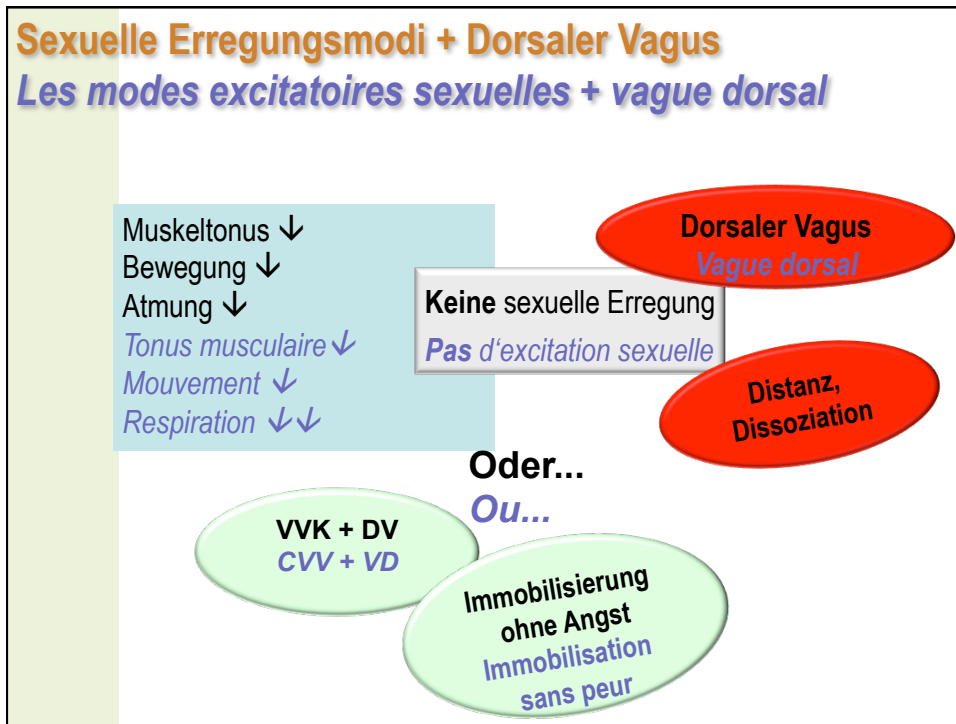 Sexuelle Erregungsmodi + Dorsaler Vagus
Les modes excitatoires sexuelles + vague dorsal
Muskeltonus ↓
Bewegung ↓
Atmung ↓
Tonus musculaire ↓
Mouvement ↓
Respiration ↓↓
Keine sexuelle Erregung
Pas d‘excitation sexuelle
Dorsaler Vagus
Vague dorsal
Distanz,
Dissoziation
Oder...
Ou...
VVK + DV
CVV + VD
Immobilisierung
ohne Angst
Immobilisation
sans peur